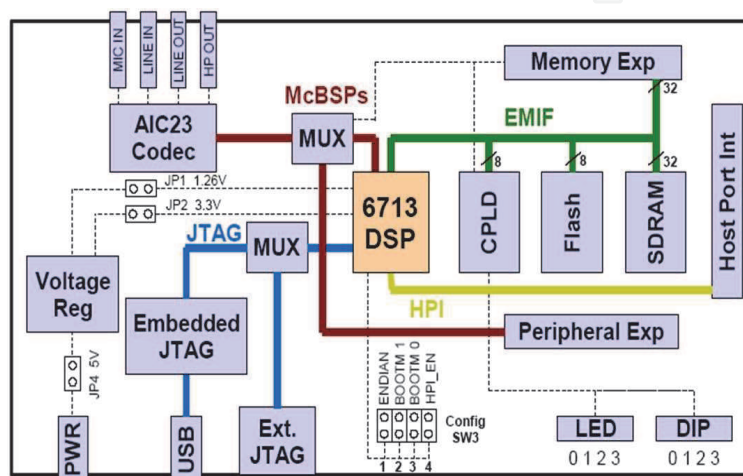 MIC IN
LINE IN
LINE OUT
HP OUT
Memory Exp
32
McBSPs
AIC23
Codec
MUX
EMIF
8
8
32
JP1 1.26V
JP2 3.3V
6713
DSP
CPLD
Flash
SDRAM
Host Port Int
JTAG
MUX
Voltage
Reg
HPI
Embedded
JTAG
Peripheral Exp
JP4 5V
ENDIAN
BOOTM 1
BOOTM 0
HPI_EN
Config
SW3
1 2 3 4
PWR
USB
Ext.
JTAG
LED
DIP
0 1 2 3
0 1 2 3